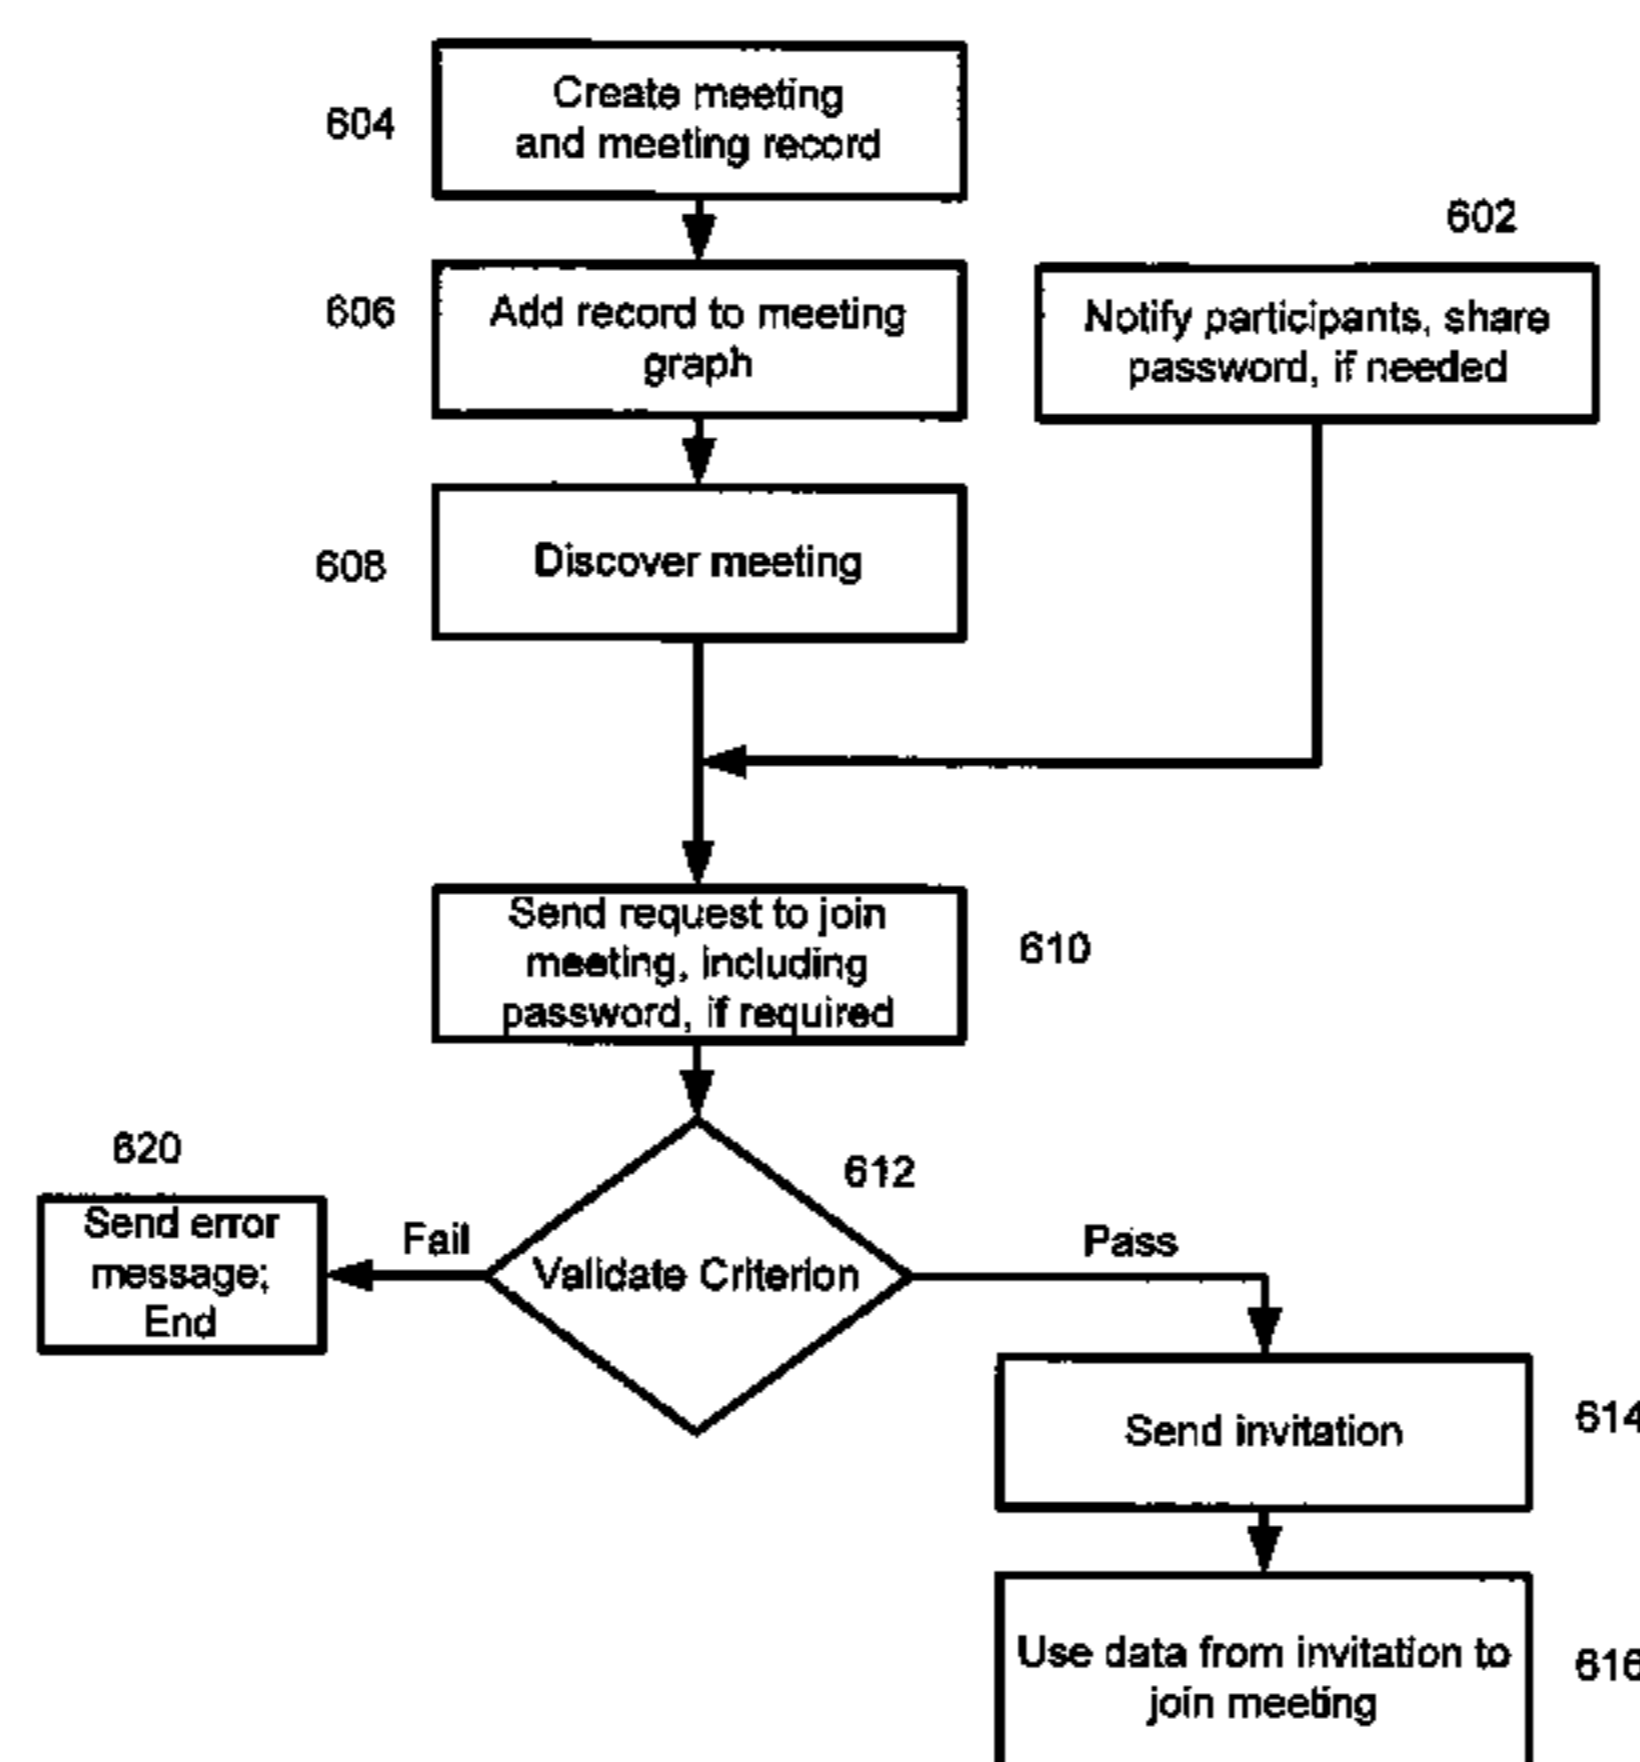 604
Create meeting
and meeting record
602
606
Add record to meeting
graph
Notify participants, share
password, if needed
608
Discover meeting
Send request to join
meeting, including
password, if required
610
620
612
Send error
message;
End
Fail
Validate Criterion
Pass
Send invitation
614
Use data from invitation to
join meeting
616